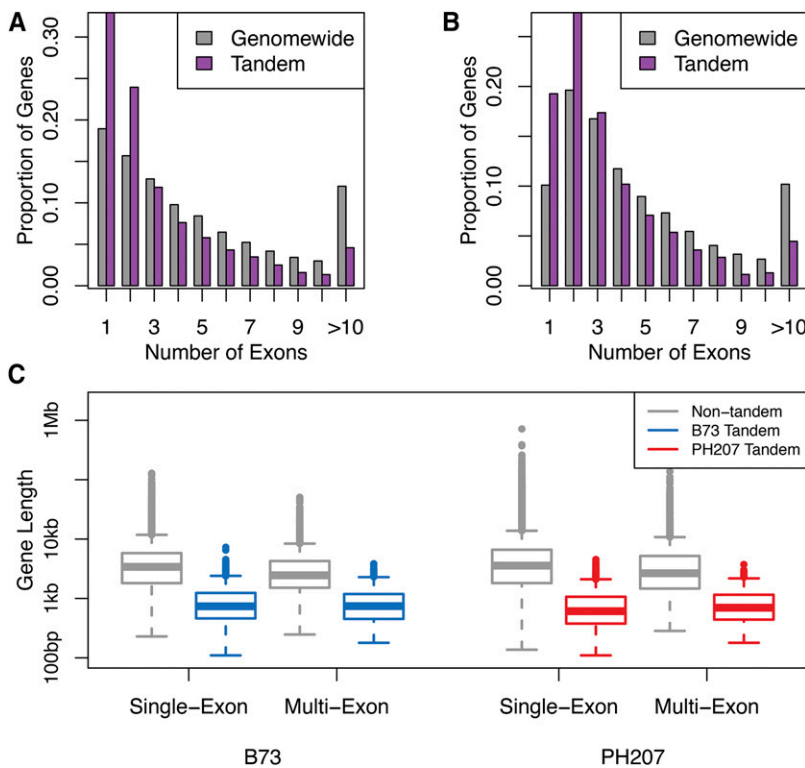 A
Proportion of Genes
0.30
0.20
0.10
0.00
Genomewide
Tandem
1 3 5 7 9 >10
Number of Exons
B
Proportion of Genes
0.20
0.10
0.00
Genomewide
Tandem
1 3 5 7 9 >10
Number of Exons
C
Gene Length
1Mb
10kb
1kb
100bp
Non-tandem
B73 Tandem
PH207 Tandem
Single-Exon Multi-Exon Single-Exon Multi-Exon
B73 PH207